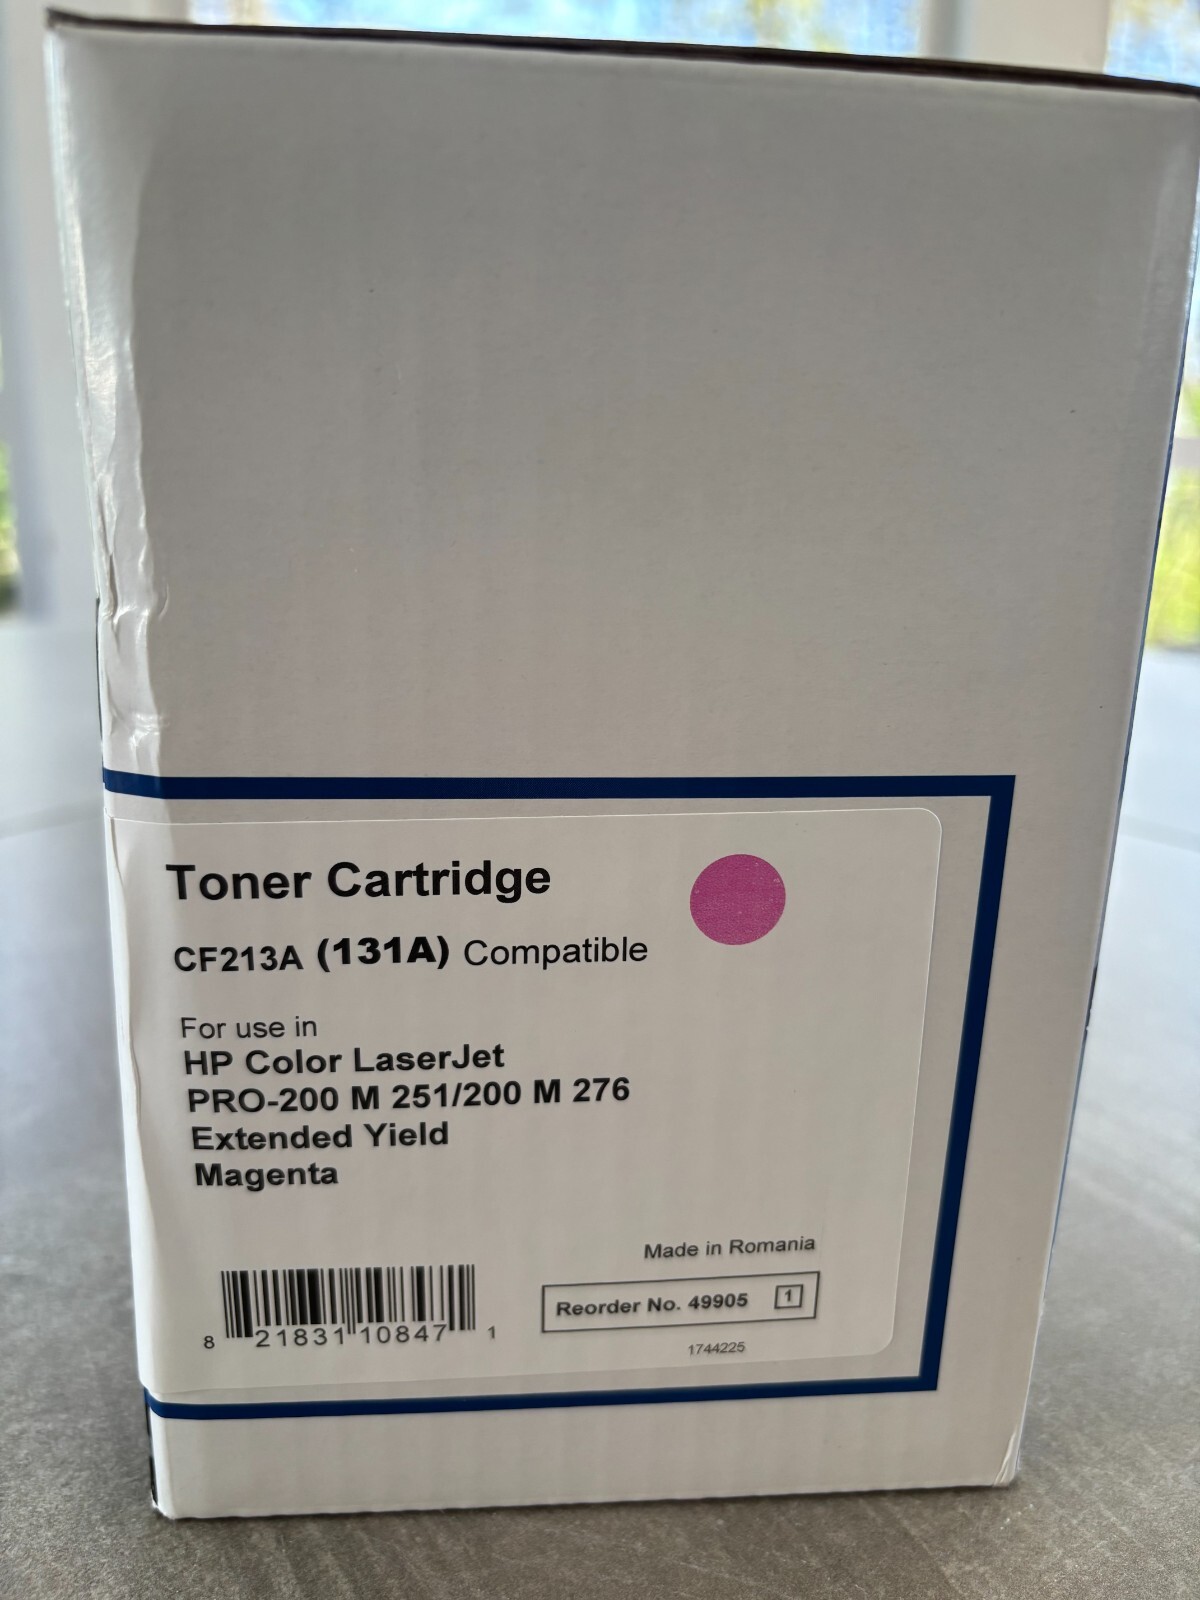 Toner Cartridge
CF213A (131A) Compatible
For use in
HP Color LaserJet
PRO-200 M 251/200 M 276
Extended Yield
Magenta
Made in Romania
Reorder No. 49905 1
8 21831 10847 1
1744225